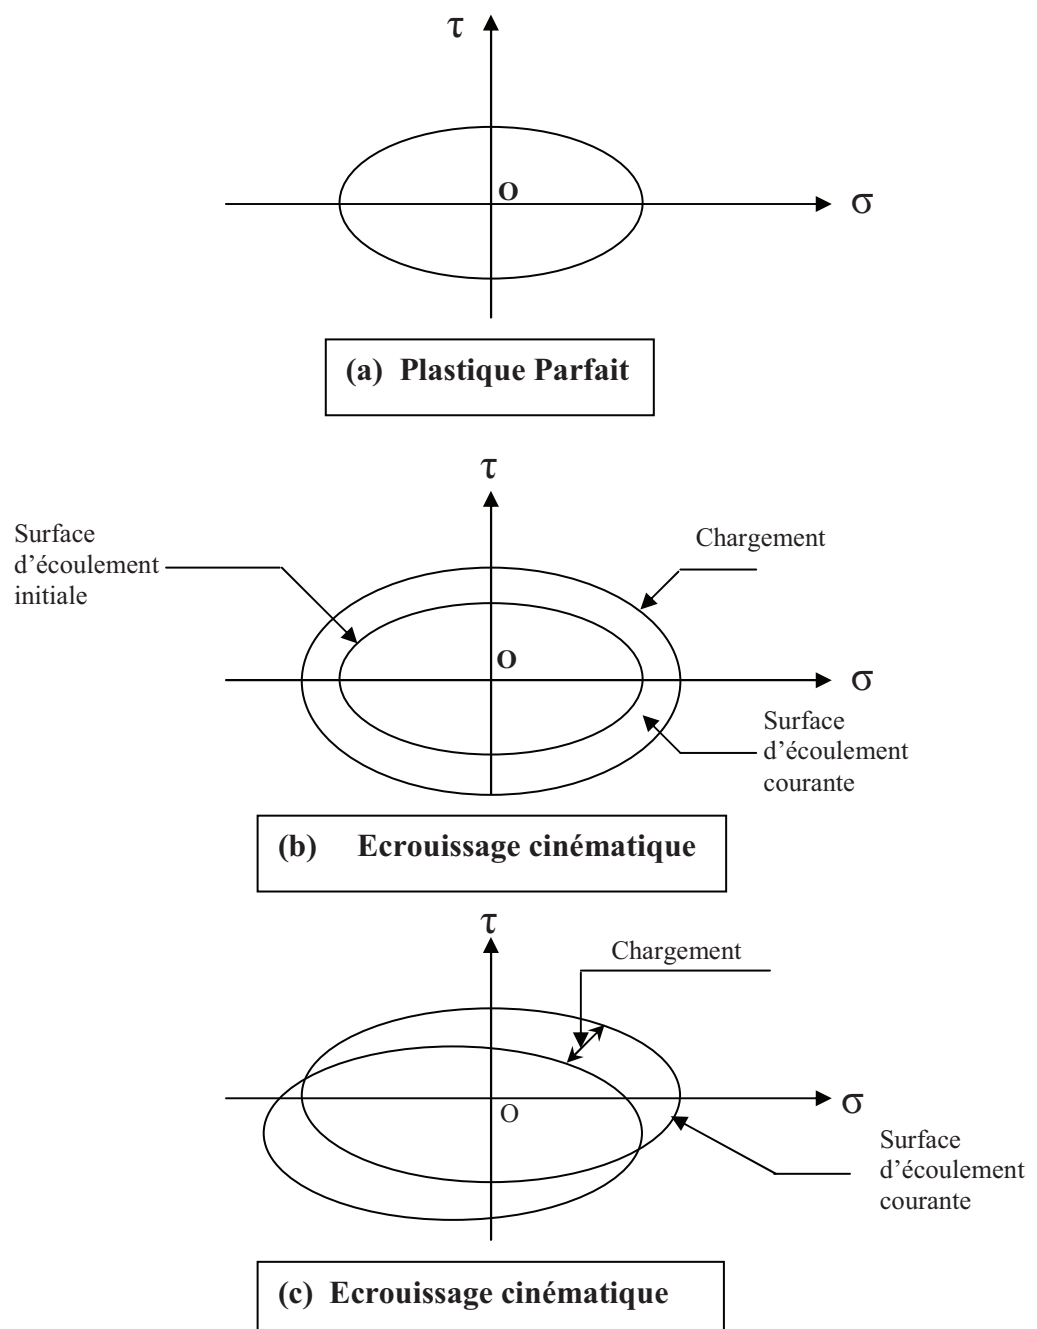 τ
O
σ
(a) Plastique Parfait
τ
Surface
d’écoulement
initiale
Chargement
O
σ
Surface
d’écoulement
courante
(b) Ecrouissage cinématique
τ
Chargement
O
σ
Surface
d’écoulement
courante
(c) Ecrouissage cinématique